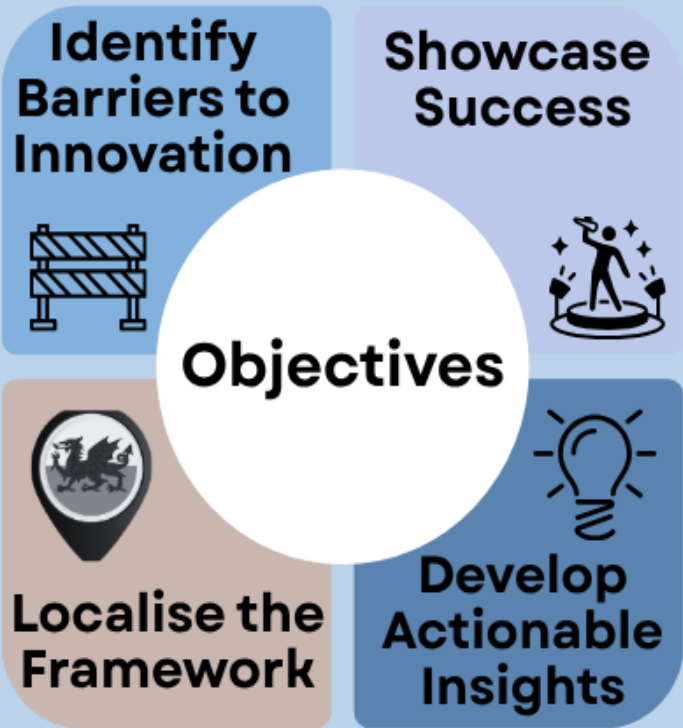 Identify
Barriers to
Innovation
Showcase
Success
Objectives
Localise the
Framework
Develop
Actionable
Insights